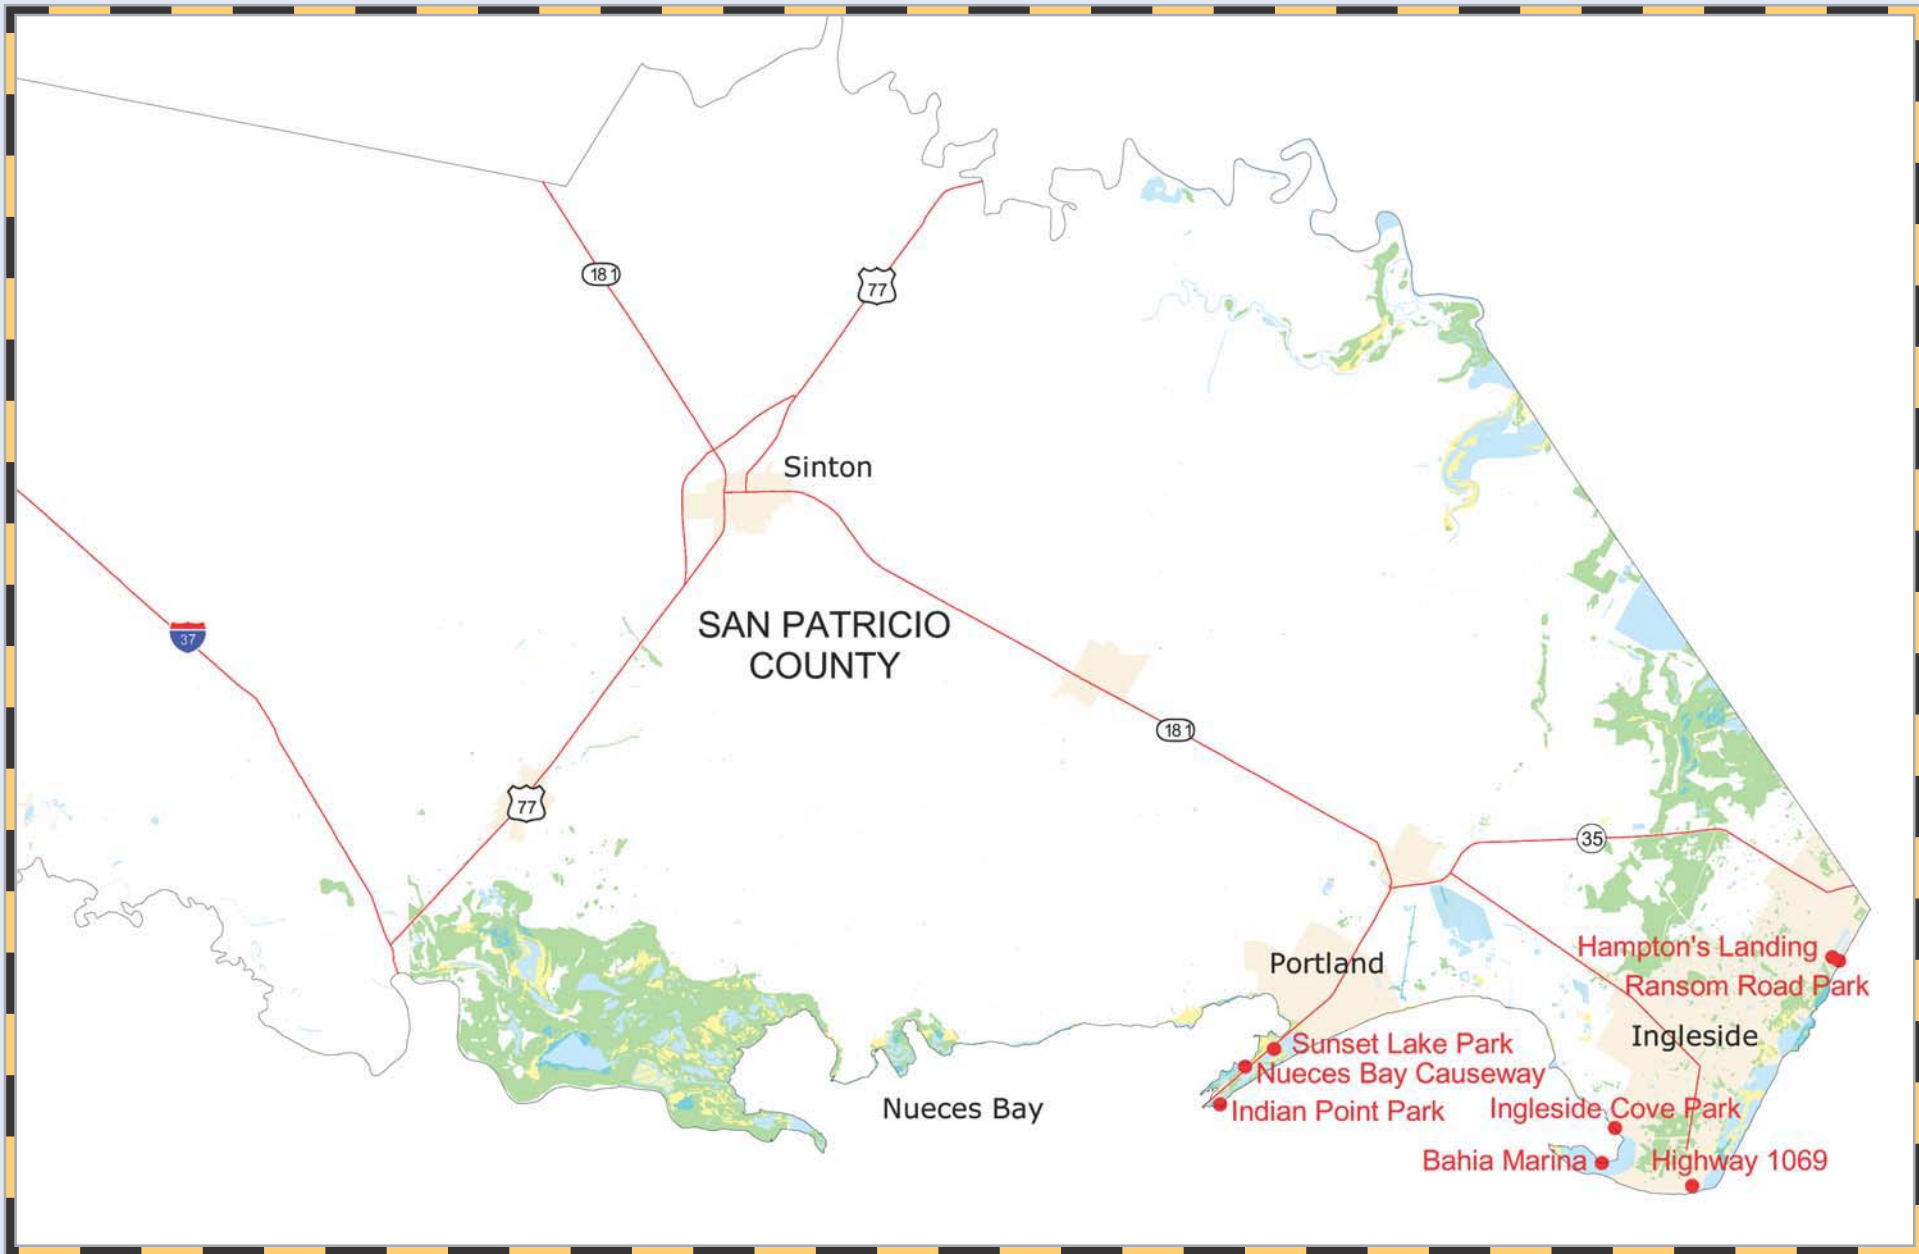 181
77
Sinton
SAN PATRICIO
COUNTY
37
181
77
35
Hampton's Landing
Portland
Ransom Road Park
Ingleside
Sunset Lake Park
Nueces Bay Causeway
Nueces Bay
Indian Point Park
Ingleside Cove Park
Bahia Marina
Highway 1069